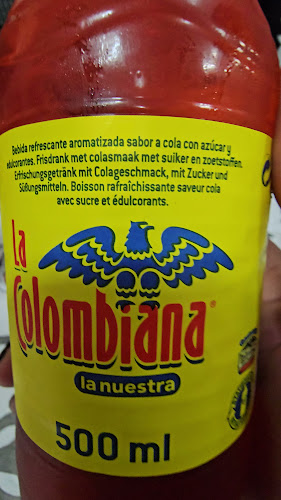 Bebida refrescante aromatizada sabor a cola con azúcar y
edulcorantes. Frisdrank met colasmaak met suiker en zoetstoffen.
Erfrischungsgetränk mit Colageschmack, mit Zucker und
Süßungsmitteln. Boisson rafraîchissante saveur cola
avec sucre et édulcorants.
La
Colombiana®
la nuestra
500 ml